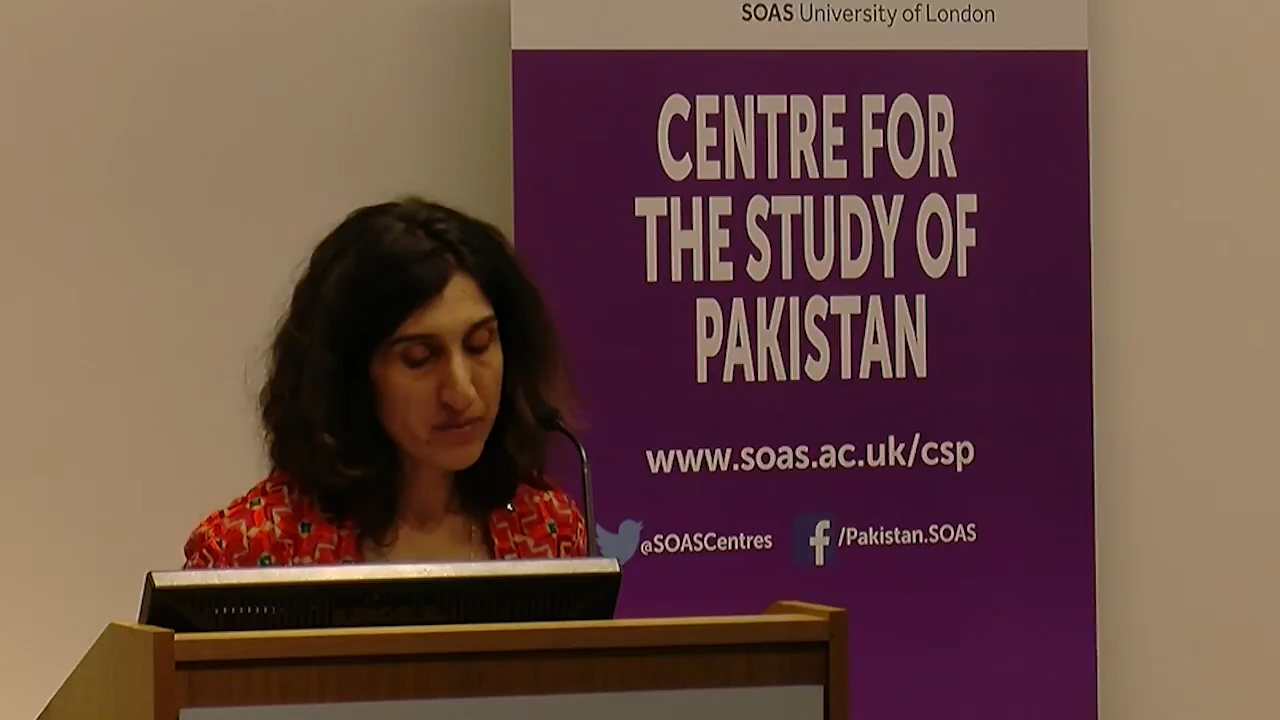 SOAS University of London
CENTRE FOR
THE STUDY OF
PAKISTAN
www.soas.ac.uk/csp
@SOASCentres
f /Pakistan.SOAS